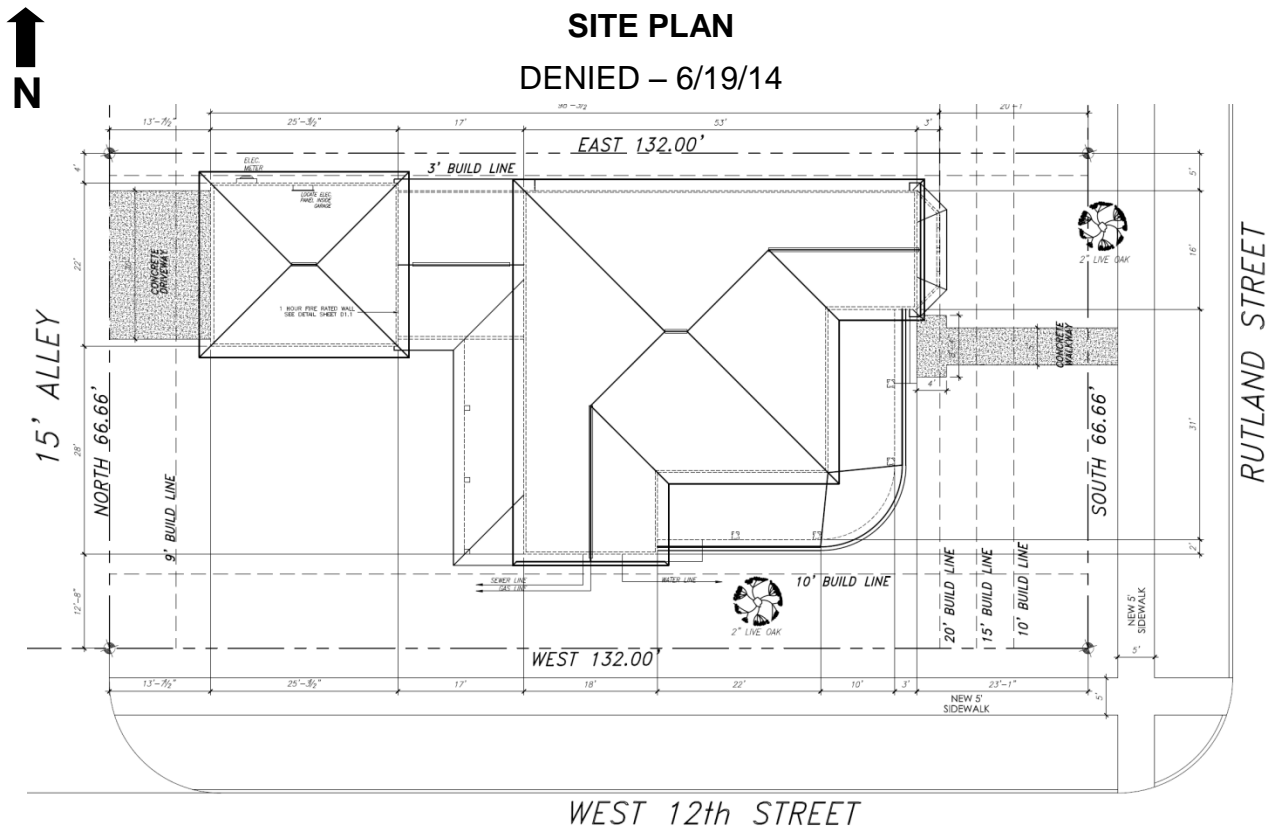 SITE PLAN
N
DENIED – 6/19/14
20'-1"
13'-7½"
25'-3½"
17'
53'
3'
EAST 132.00'
3' BUILD LINE
4'
5'
ELEC.
METER
LOCATE ELEC.
PANEL INSIDE
GARAGE
CONCRETE
DRIVEWAY
22'
16'
2" LIVE OAK
1 HOUR FIRE RATED WALL
SEE DETAIL SHEET D1.1
CONCRETE
WALKWAY
4'
15' ALLEY
NORTH 66.66'
28'
9' BUILD LINE
31'
SOUTH 66.66'
RUTLAND STREET
2'
SEWER LINE
GAS LINE
WATER LINE
10' BUILD LINE
20' BUILD LINE
15' BUILD LINE
10' BUILD LINE
12'-8"
2" LIVE OAK
NEW 5'
SIDEWALK
5'
WEST 132.00'
13'-7½"
25'-3½"
17'
18'
22'
10'
3'
23'-1"
NEW 5'
SIDEWALK
5'
WEST 12th STREET